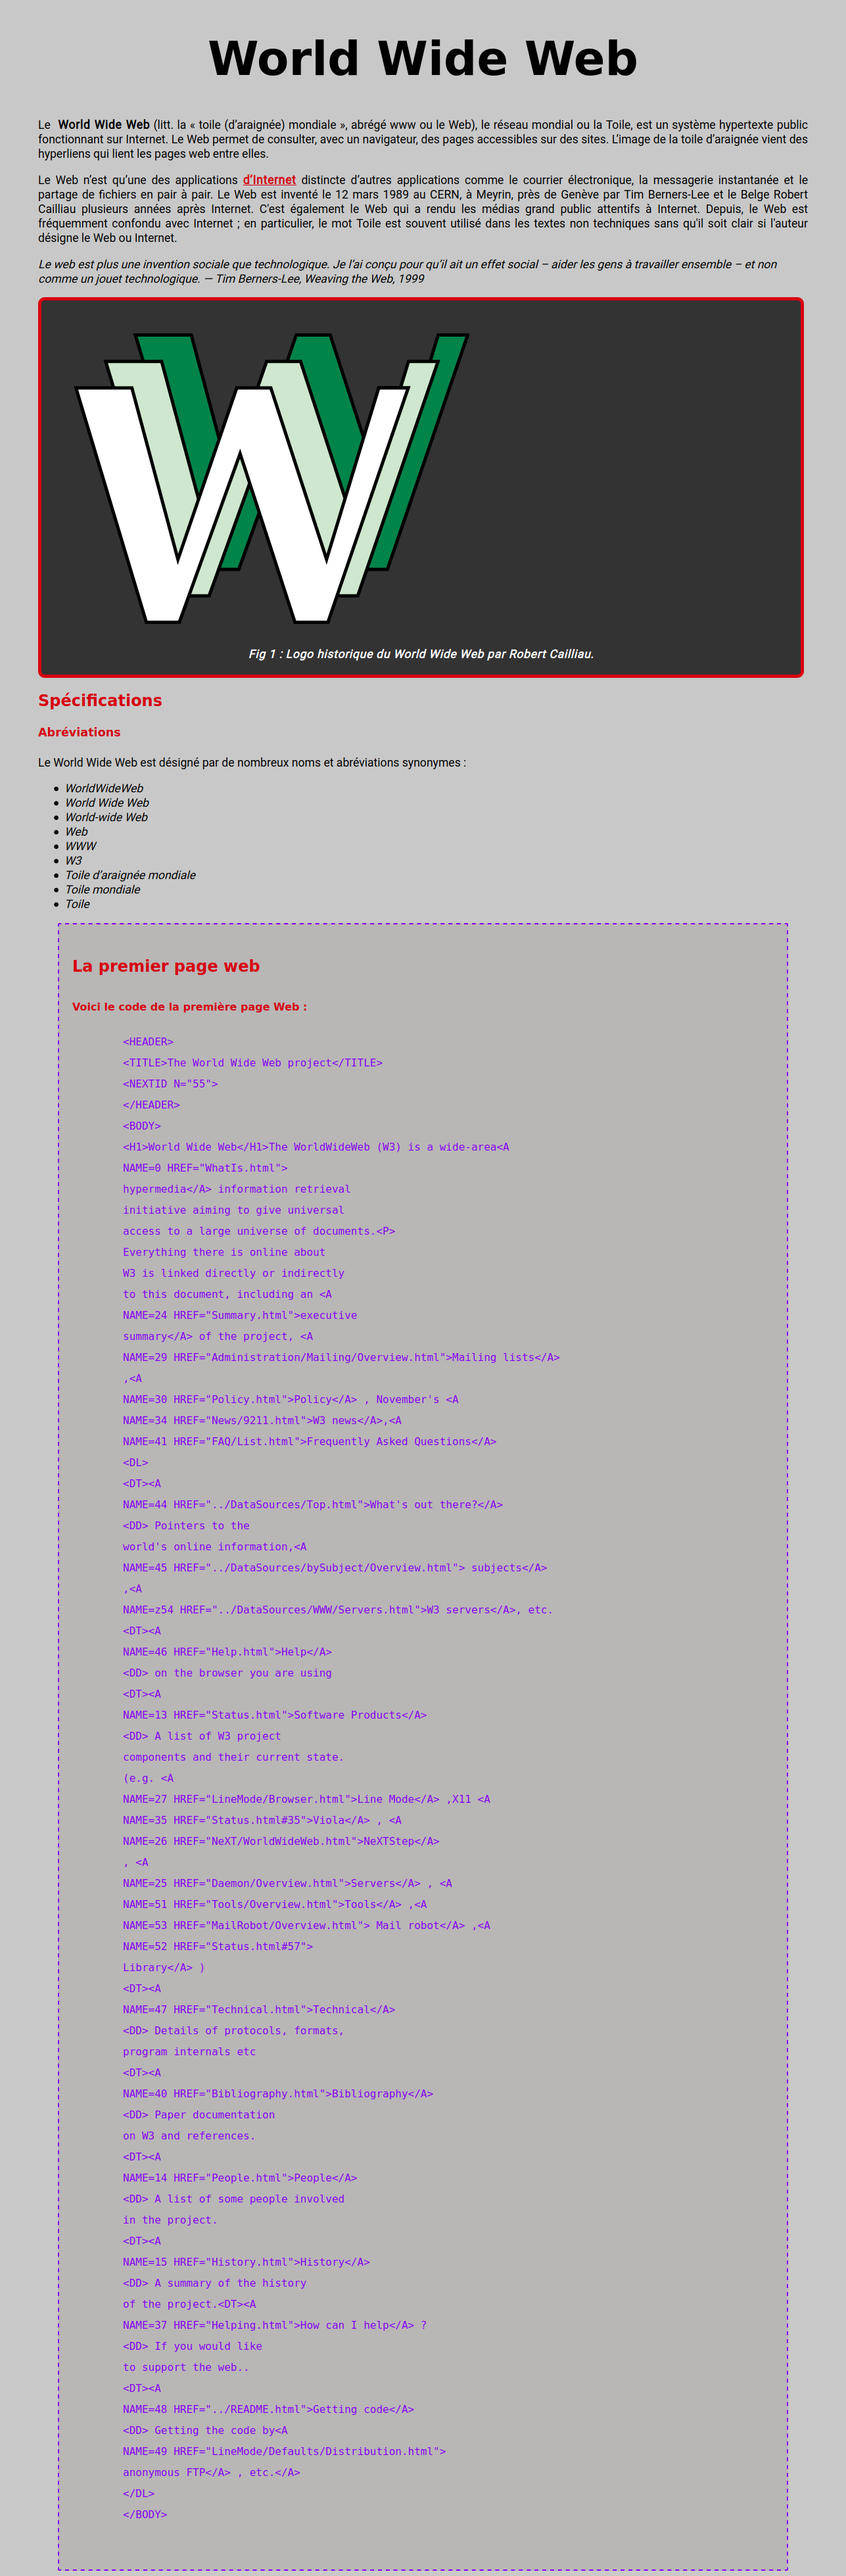 World Wide Web
Le World Wide Web (litt. la « toile (d’araignée) mondiale », abrégé www ou le Web), le réseau mondial ou la Toile, est un système hypertexte public
fonctionnant sur Internet. Le Web permet de consulter, avec un navigateur, des pages accessibles sur des sites. L’image de la toile d’araignée vient des
hyperliens qui lient les pages web entre elles.
Le Web n’est qu’une des applications d’Internet distincte d’autres applications comme le courrier électronique, la messagerie instantanée et le
partage de fichiers en pair à pair. Le Web est inventé le 12 mars 1989 au CERN, à Meyrin, près de Genève par Tim Berners-Lee et le Belge Robert
Cailliau plusieurs années après Internet. C'est également le Web qui a rendu les médias grand public attentifs à Internet. Depuis, le Web est
fréquemment confondu avec Internet ; en particulier, le mot Toile est souvent utilisé dans les textes non techniques sans qu'il soit clair si l'auteur
désigne le Web ou Internet.
Le web est plus une invention sociale que technologique. Je l’ai conçu pour qu’il ait un effet social – aider les gens à travailler ensemble – et non
comme un jouet technologique. — Tim Berners-Lee, Weaving the Web, 1999
WWW
Fig 1 : Logo historique du World Wide Web par Robert Cailliau.
Spécifications
Abréviations
Le World Wide Web est désigné par de nombreux noms et abréviations synonymes :
WorldWideWeb
World Wide Web
World-wide Web
Web
WWW
W3
Toile d’araignée mondiale
Toile mondiale
Toile
La premier page web
Voici le code de la première page Web :
<HEADER>
<TITLE>The World Wide Web project</TITLE>
<NEXTID N="55">
</HEADER>
<BODY>
<H1>World Wide Web</H1>The WorldWideWeb (W3) is a wide-area<A
NAME=0 HREF="WhatIs.html">
hypermedia</A> information retrieval
initiative aiming to give universal
access to a large universe of documents.<P>
Everything there is online about
W3 is linked directly or indirectly
to this document, including an <A
NAME=24 HREF="Summary.html">executive
summary</A> of the project, <A
NAME=29 HREF="Administration/Mailing/Overview.html">Mailing lists</A>
,<A
NAME=30 HREF="Policy.html">Policy</A> , November's <A
NAME=34 HREF="News/9211.html">W3 news</A>,<A
NAME=41 HREF="FAQ/List.html">Frequently Asked Questions</A>
<DL>
<DT><A
NAME=44 HREF="../DataSources/Top.html">What's out there?</A>
<DD> Pointers to the
world's online information,<A
NAME=45 HREF="../DataSources/bySubject/Overview.html"> subjects</A>
,<A
NAME=z54 HREF="../DataSources/WWW/Servers.html">W3 servers</A>, etc.
<DT><A
NAME=46 HREF="Help.html">Help</A>
<DD> on the browser you are using
<DT><A
NAME=13 HREF="Status.html">Software Products</A>
<DD> A list of W3 project
components and their current state.
(e.g. <A
NAME=27 HREF="LineMode/Browser.html">Line Mode</A> ,X11 <A
NAME=35 HREF="Status.html#35">Viola</A> , <A
NAME=26 HREF="NeXT/WorldWideWeb.html">NeXTStep</A>
, <A
NAME=25 HREF="Daemon/Overview.html">Servers</A> , <A
NAME=51 HREF="Tools/Overview.html">Tools</A> ,<A
NAME=53 HREF="MailRobot/Overview.html"> Mail robot</A> ,<A
NAME=52 HREF="Status.html#57">
Library</A> )
<DT><A
NAME=47 HREF="Technical.html">Technical</A>
<DD> Details of protocols, formats,
program internals etc
<DT><A
NAME=40 HREF="Bibliography.html">Bibliography</A>
<DD> Paper documentation
on W3 and references.
<DT><A
NAME=14 HREF="People.html">People</A>
<DD> A list of some people involved
in the project.
<DT><A
NAME=15 HREF="History.html">History</A>
<DD> A summary of the history
of the project.<DT><A
NAME=37 HREF="Helping.html">How can I help</A> ?
<DD> If you would like
to support the web..
<DT><A
NAME=48 HREF="../README.html">Getting code</A>
<DD> Getting the code by<A
NAME=49 HREF="LineMode/Defaults/Distribution.html">
anonymous FTP</A> , etc.</A>
</DL>
</BODY>